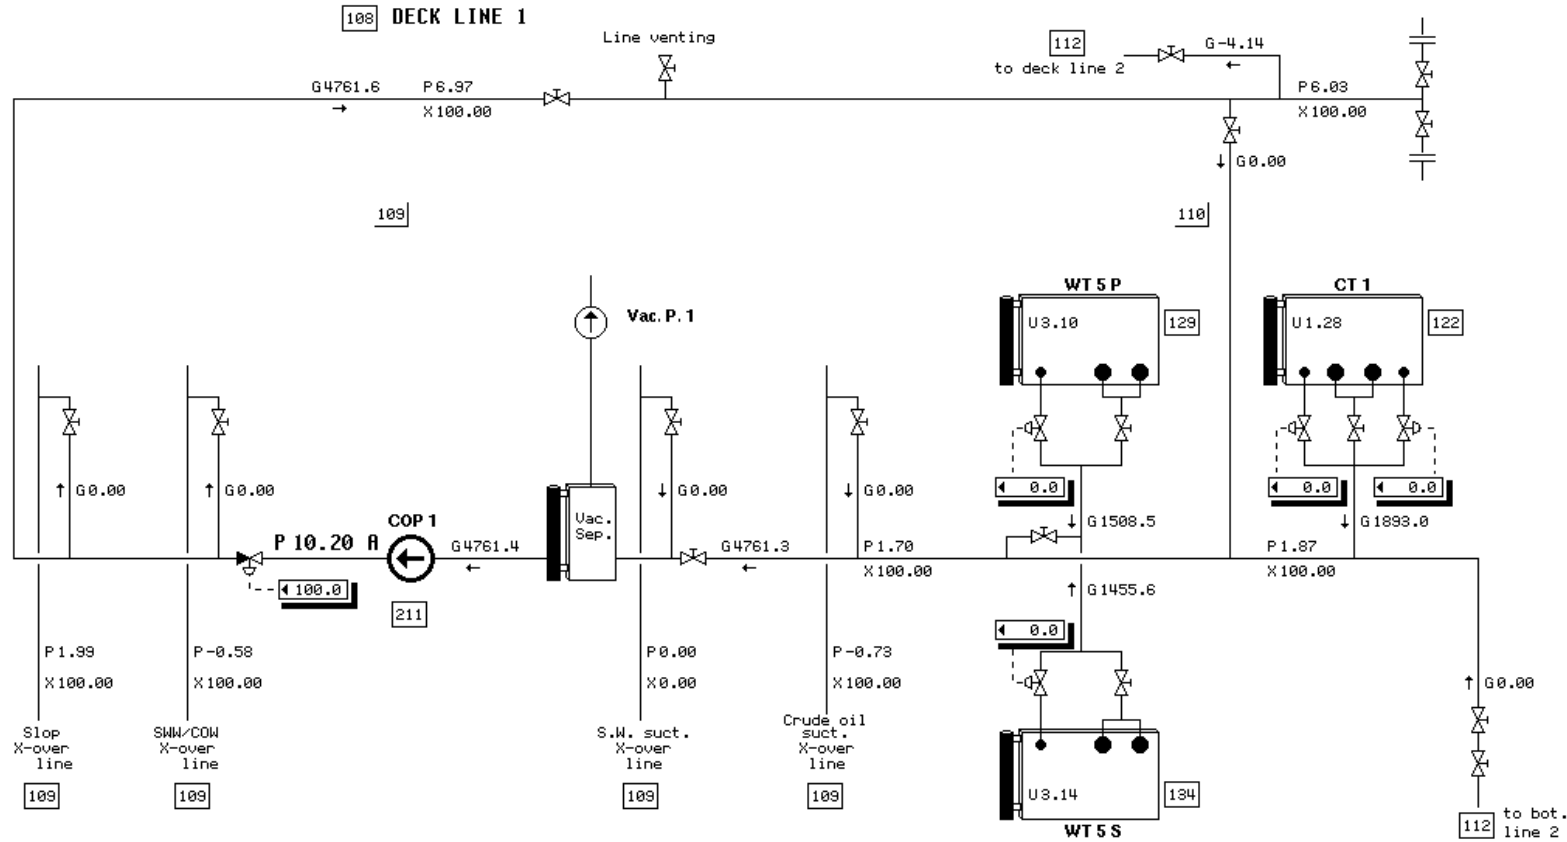 108 DECK LINE 1
Line venting
112
to deck line 2
G-4.14
G4761.6 P6.97
X100.00
P6.03
X100.00
G0.00
109
110
WT 5 P
CT 1
Vac. P. 1
U3.10
129
U1.28
122
G0.00
G0.00
G0.00
G0.00
0.0
0.0
0.0
COP 1
Vac.
Sep.
G1508.5
G1893.0
P 10.20 A
G4761.4
G4761.3
P1.70
X100.00
P1.87
X100.00
100.0
211
G1455.6
0.0
P1.99
X100.00
P-0.58
X100.00
P0.00
X0.00
P-0.73
X100.00
G0.00
Slop
X-over
line
109
SWW/COW
X-over
line
109
S.W. suct.
X-over
line
109
Crude oil
suct.
X-over
line
109
U3.14
134
WT 5 S
112
to bot.
line 2